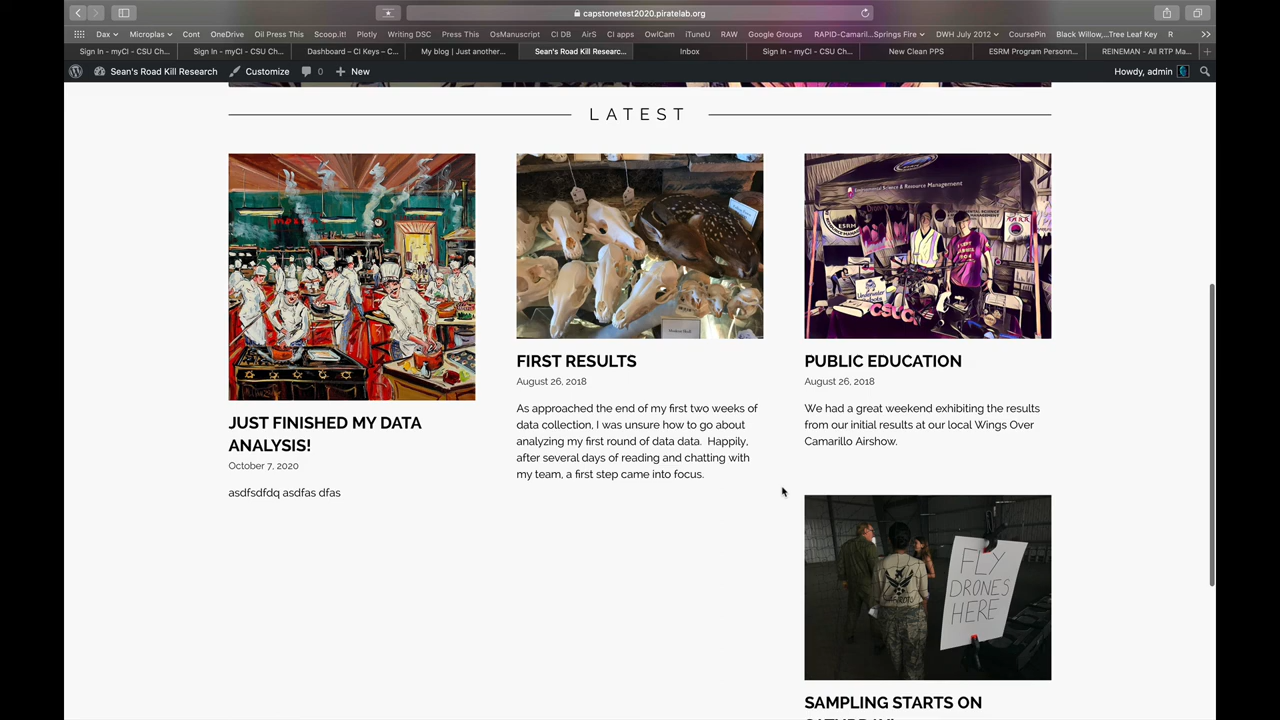 capstonetest2020.piratelab.org
Dax Microplas Cont OneDrive Oil Press This Scoop.it! Plotly Writing DSC Press This OsManuscript CI DB AirS CI apps OwlCam iTuneU RAW Google Groups RAPID-Camaril...Springs Fire DWH July 2012 CoursePin Black Willow,...Tree Leaf Key R
Sign In - myCI - CSU Ch... Sign In - myCI - CSU Ch... Dashboard – CI Keys – C... My blog | Just another... Sean's Road Kill Researc... Inbox Sign In - myCI - CSU Ch... New Clean PPS ESRM Program Personn... REINEMAN - All RTP Ma...
Sean's Road Kill Research Customize 0 New Howdy, admin
LATEST
Environmental Science & Resource Management
ESRM
FLY
DRONES
HERE
JUST FINISHED MY DATA
ANALYSIS!
October 7, 2020
asdfsdfdq asdfas dfas
FIRST RESULTS
August 26, 2018
As approached the end of my first two weeks of
data collection, I was unsure how to go about
analyzing my first round of data data. Happily,
after several days of reading and chatting with
my team, a first step came into focus.
PUBLIC EDUCATION
August 26, 2018
We had a great weekend exhibiting the results
from our initial results at our local Wings Over
Camarillo Airshow.
SAMPLING STARTS ON